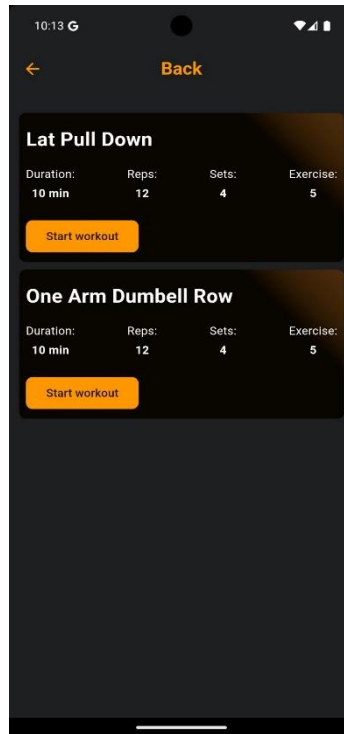 10:13 G
Back
Lat Pull Down
Duration: Reps: Sets: Exercise:
10 min 12 4 5
Start workout
One Arm Dumbell Row
Duration: Reps: Sets: Exercise:
10 min 12 4 5
Start workout